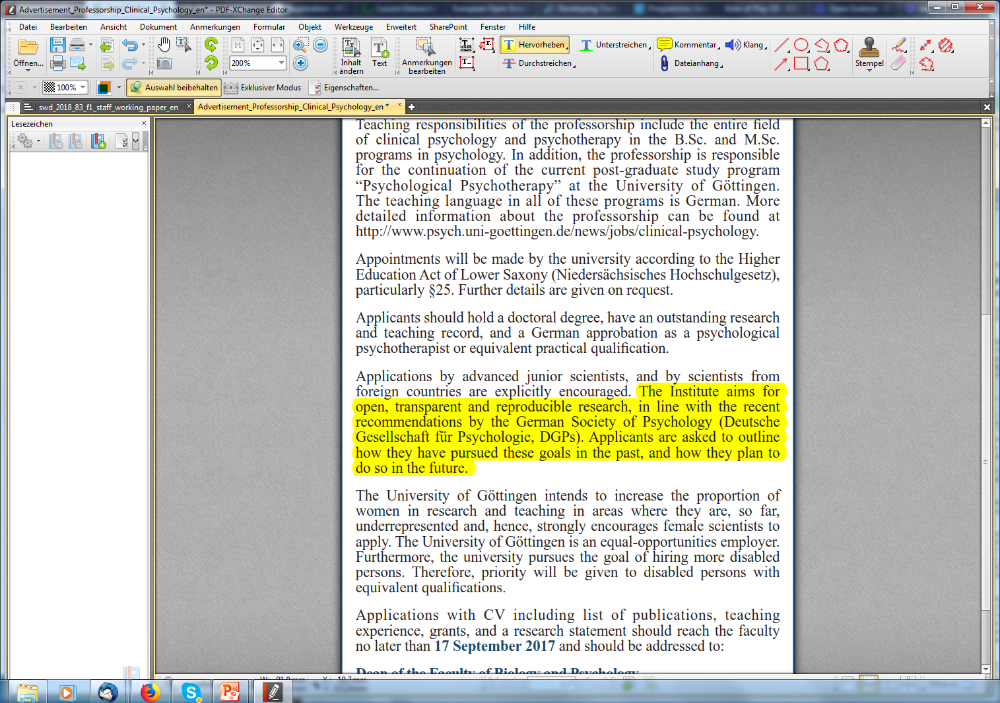 Advertisement_Professorship_Clinical_Psychology_en* - PDF-XChange Editor
Datei Bearbeiten Ansicht Dokument Anmerkungen Formular Objekt Werkzeuge Erweitert SharePoint Fenster Hilfe
Öffnen...
1:1
200%
Inhalt ändern
Text
Anmerkungen bearbeiten
Hervorheben
Unterstreichen
Durchstreichen
Kommentar
Klang
Dateianhang
Stempel
100%
Auswahl beibehalten
Exklusiver Modus
Eigenschaften...
swd_2018_83_f1_staff_working_paper_en
Advertisement_Professorship_Clinical_Psychology_en *
Lesezeichen
Teaching responsibilities of the professorship include the entire field
of clinical psychology and psychotherapy in the B.Sc. and M.Sc.
programs in psychology. In addition, the professorship is responsible
for the continuation of the current post-graduate study program
“Psychological Psychotherapy” at the University of Göttingen.
The teaching language in all of these programs is German. More
detailed information about the professorship can be found at
http://www.psych.uni-goettingen.de/news/jobs/clinical-psychology.
Appointments will be made by the university according to the Higher
Education Act of Lower Saxony (Niedersächsisches Hochschulgesetz),
particularly §25. Further details are given on request.
Applicants should hold a doctoral degree, have an outstanding research
and teaching record, and a German approbation as a psychological
psychotherapist or equivalent practical qualification.
Applications by advanced junior scientists, and by scientists from
foreign countries are explicitly encouraged. The Institute aims for
open, transparent and reproducible research, in line with the recent
recommendations by the German Society of Psychology (Deutsche
Gesellschaft für Psychologie, DGPs). Applicants are asked to outline
how they have pursued these goals in the past, and how they plan to
do so in the future.
The University of Göttingen intends to increase the proportion of
women in research and teaching in areas where they are, so far,
underrepresented and, hence, strongly encourages female scientists to
apply. The University of Göttingen is an equal-opportunities employer.
Furthermore, the university pursues the goal of hiring more disabled
persons. Therefore, priority will be given to disabled persons with
equivalent qualifications.
Applications with CV including list of publications, teaching
experience, grants, and a research statement should reach the faculty
no later than 17 September 2017 and should be addressed to:
Dean of the Faculty of Biology and Psychology